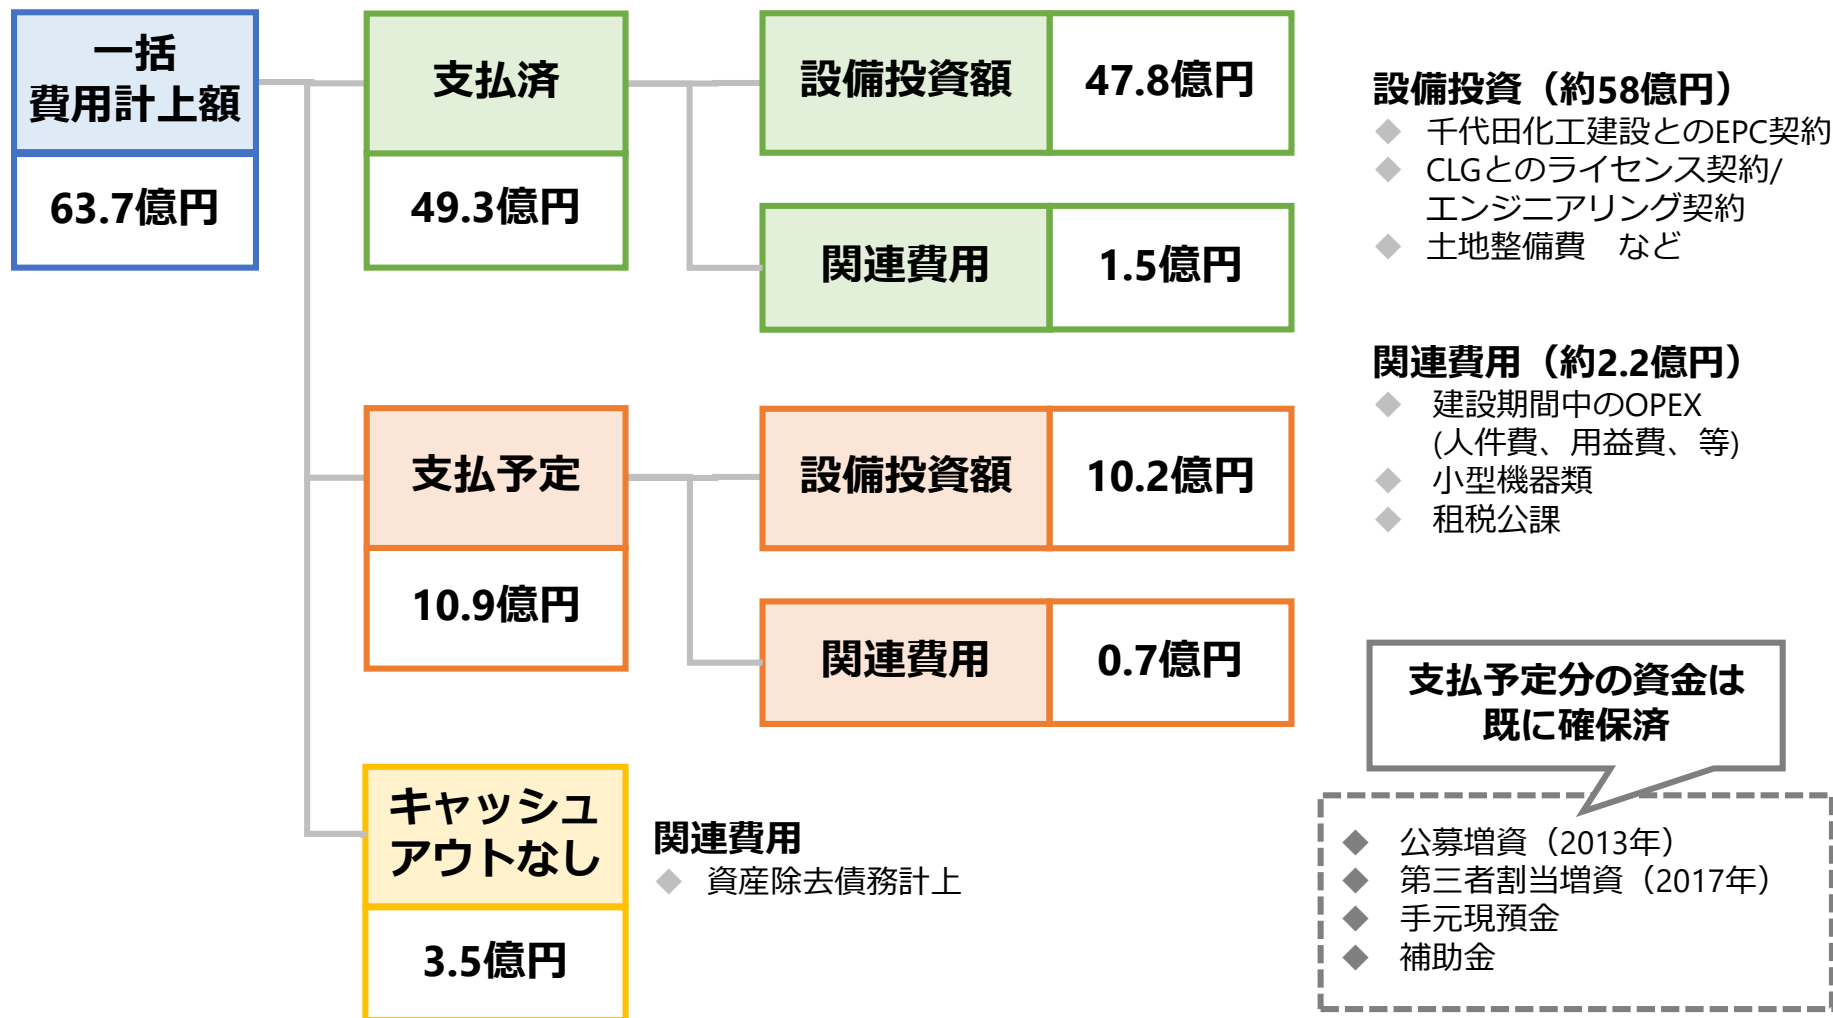 一括
費用計上額
63.7億円
支払済
49.3億円
設備投資額
47.8億円
関連費用
1.5億円
支払予定
10.9億円
設備投資額
10.2億円
関連費用
0.7億円
キャッシュ
アウトなし
3.5億円
関連費用
◆ 資産除去債務計上
設備投資（約58億円）
◆ 千代田化工建設とのEPC契約
◆ CLGとのライセンス契約/
エンジニアリング契約
◆ 土地整備費　など
関連費用（約2.2億円）
◆ 建設期間中のOPEX
(人件費、用益費、等)
◆ 小型機器類
◆ 租税公課
支払予定分の資金は
既に確保済
◆ 公募増資（2013年）
◆ 第三者割当増資（2017年）
◆ 手元現預金
◆ 補助金